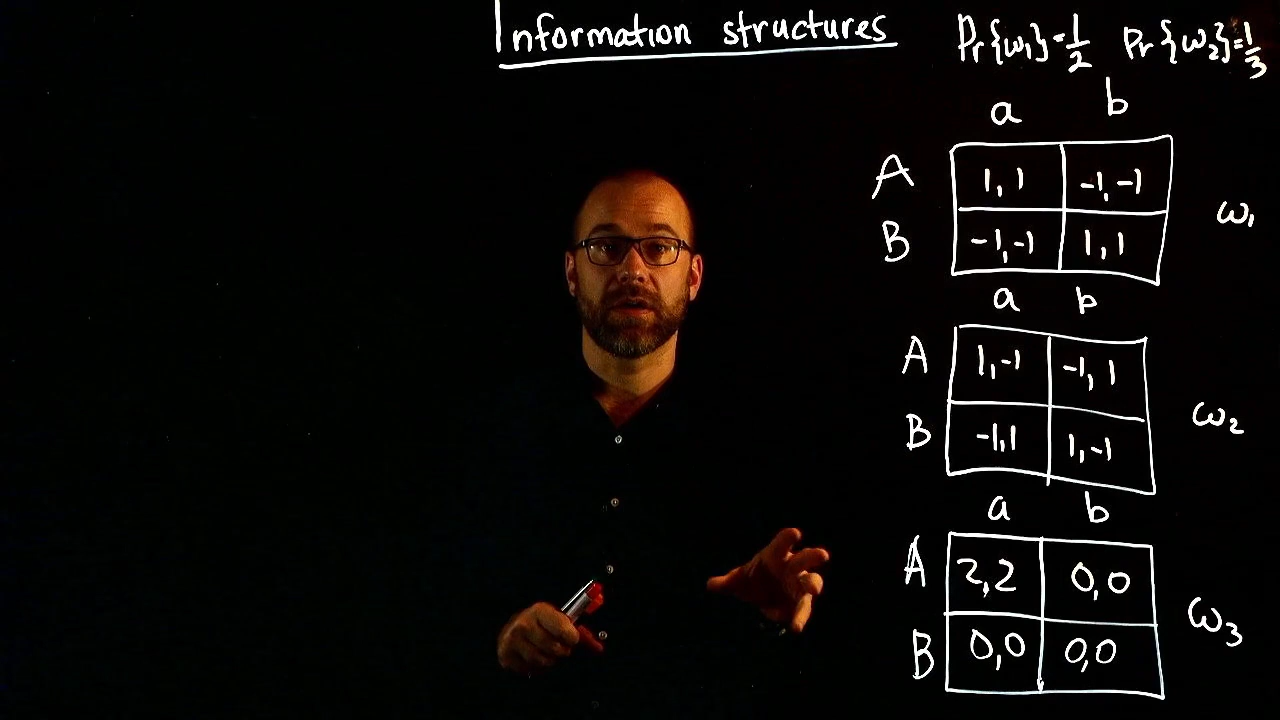 Information structures
Pr{ω₁}=1/2 Pr{ω₂}=1/3
a b
A 1,1 -1,-1
ω₁
B -1,-1 1,1
a b
A 1,-1 -1,1
ω₂
B -1,1 1,-1
a b
A 2,2 0,0
ω₃
B 0,0 0,0